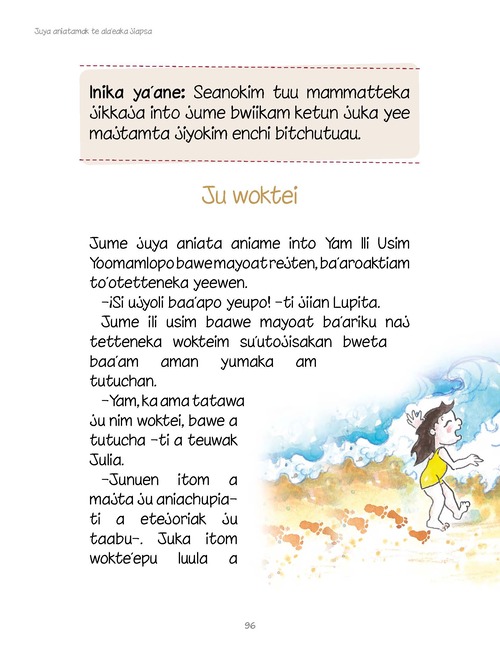 Juya aniatamak te ala'eaka jiapsa
Inika ya'ane: Seanokim tuu mammatteka
jikkaja into jume bwiikam ketun juka yee
majtamta jiyokim enchi bitchutuau.
Ju woktei
Jume juya aniata aniame into Yam Ili Usim
Yoomamlopo bawe mayoat rejten, ba'aroaktiam
to'otetteneka yeewen.
–¡Si ujyoli baa'apo yeupo! –ti jiian Lupita.
Jume ili usim baawe mayoat ba'ariku naj
tetteneka wokteim su'utojisakan bweta
baa'am aman yumaka am
tutuchan.
–Yam, ka ama tatawa
ju nim woktei, bawe a
tutucha –ti a teuwak
Julia.
–Junuen itom a
majta ju aniachupia–
ti a etejoriak ju
taabu–. Juka itom
wokte'epu luula a
96